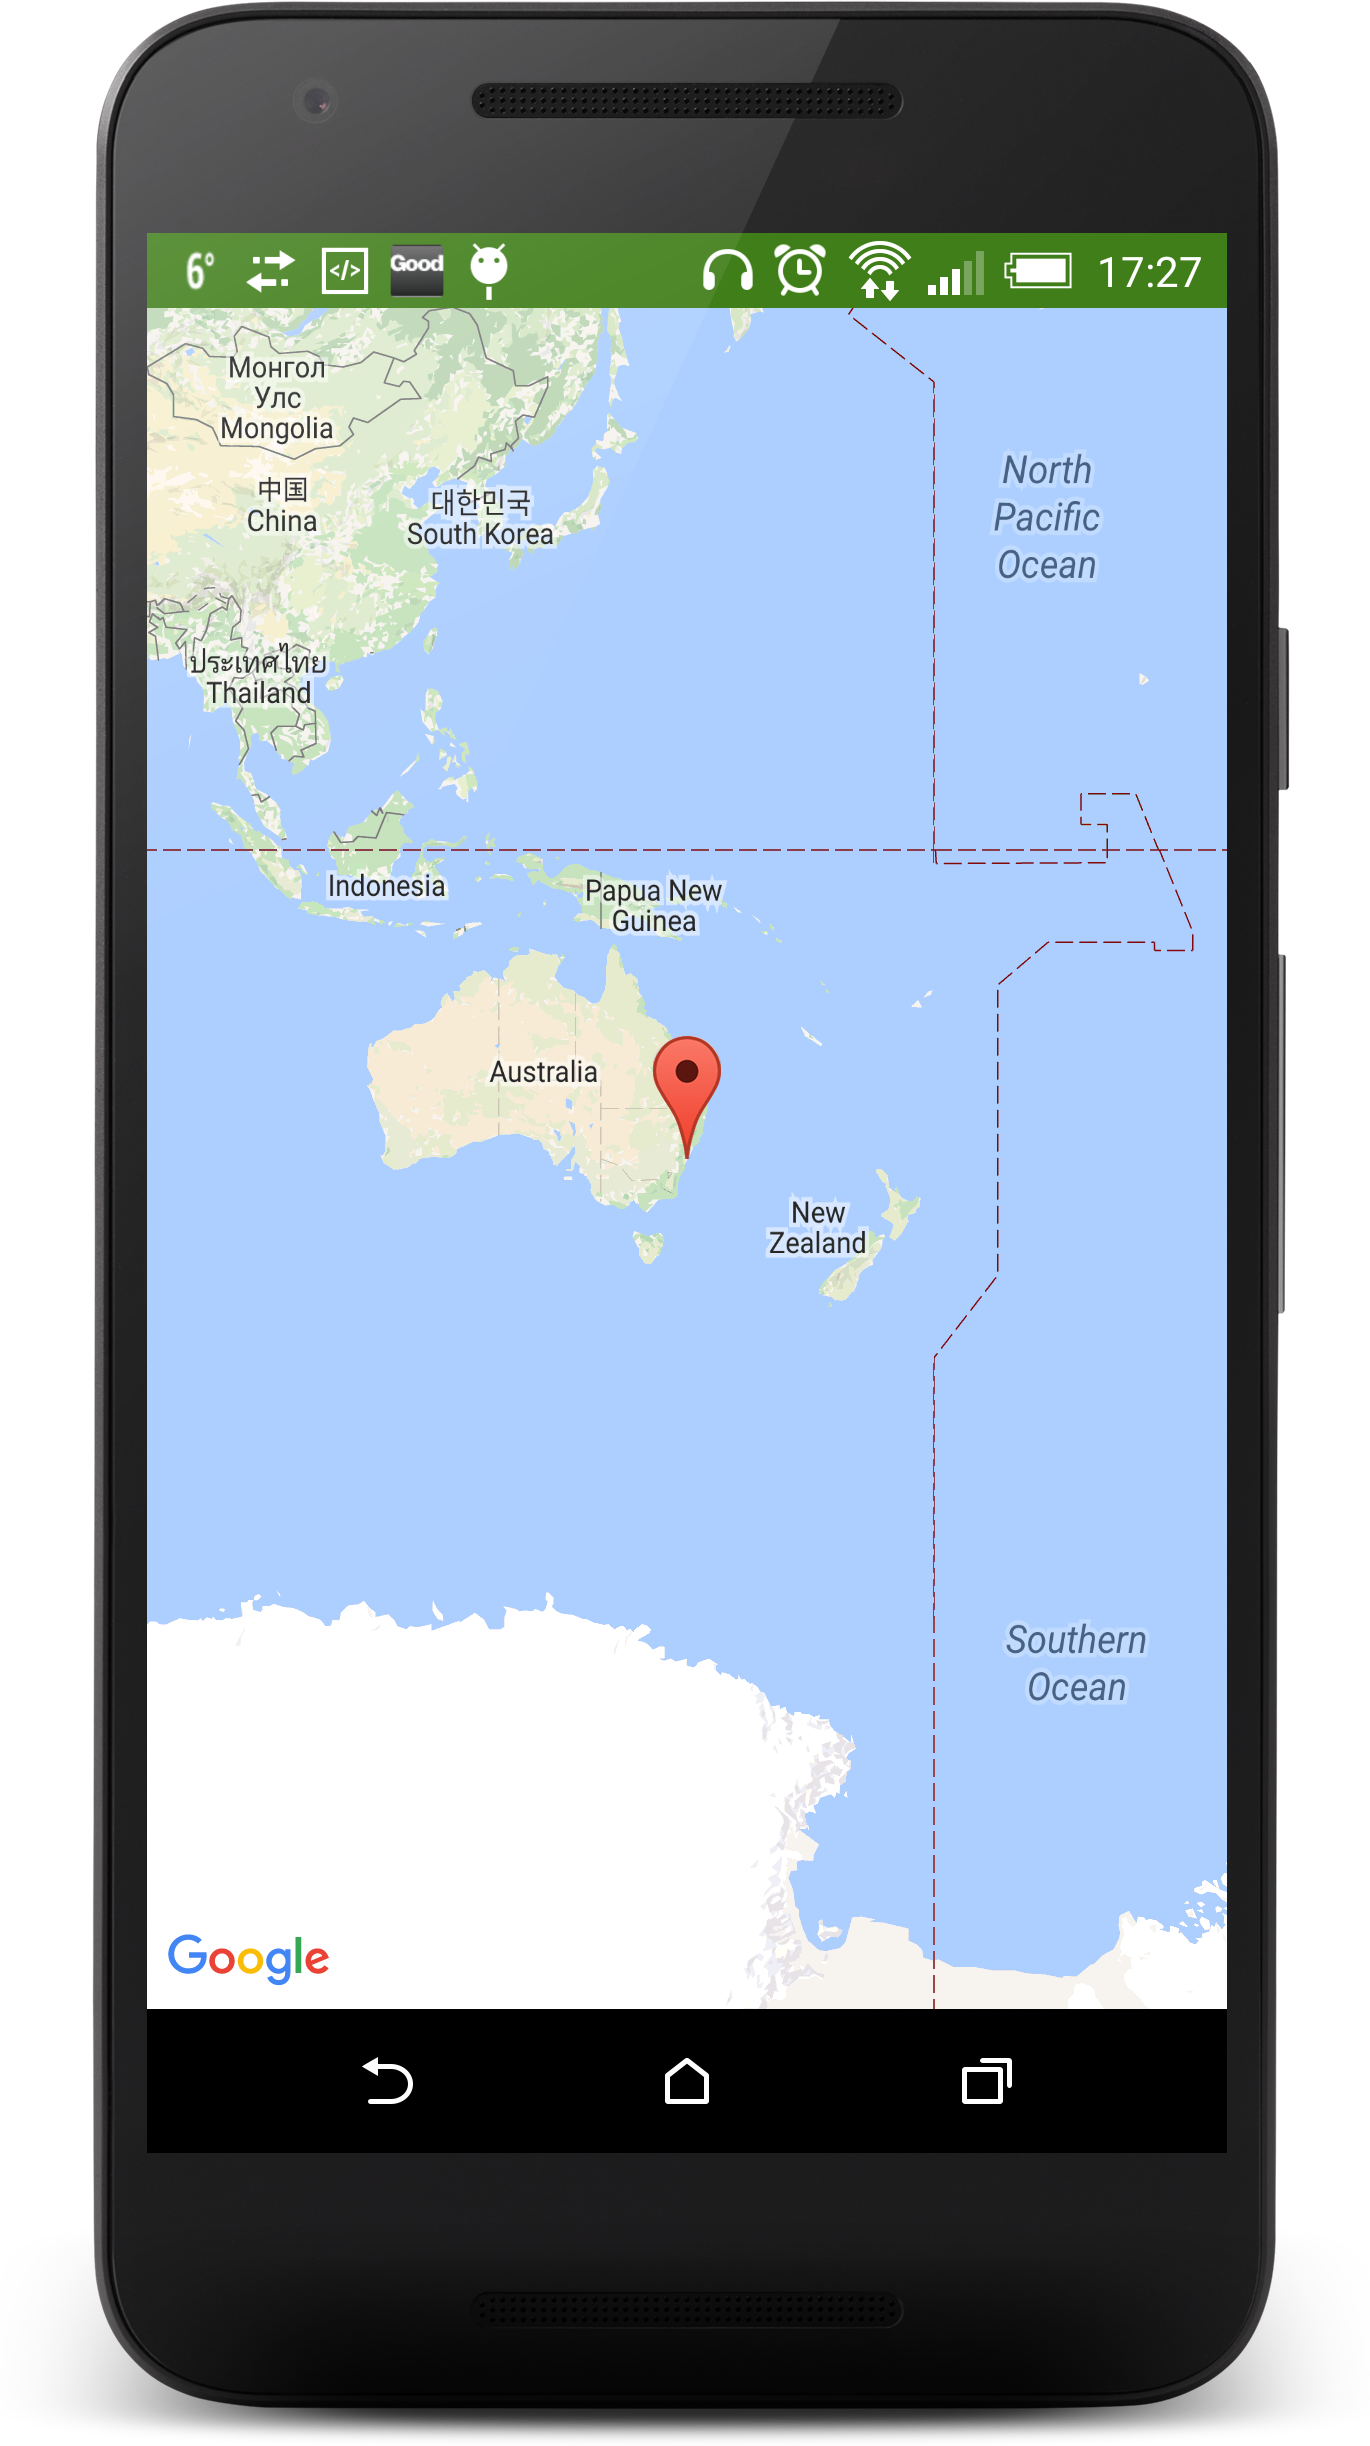 6°
</>
Good
17:27
Монгол
Улс
Mongolia
中国
China
대한민국
South Korea
North
Pacific
Ocean
ประเทศไทย
Thailand
Indonesia
Papua New
Guinea
Australia
New
Zealand
Southern
Ocean
Google